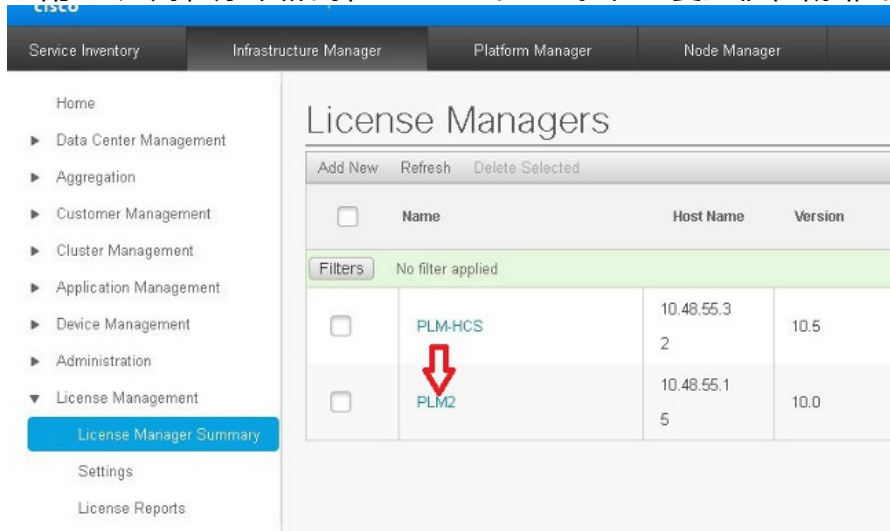 Service Inventory
Infrastructure Manager
Platform Manager
Node Manager
Home
Data Center Management
Aggregation
Customer Management
Cluster Management
Application Management
Device Management
Administration
License Management
License Manager Summary
Settings
License Reports
License Managers
Add New Refresh Delete Selected
Name Host Name Version
Filters No filter applied
PLM-HCS 10.48.55.3
2 10.5
PLM2 10.48.55.1
5 10.0